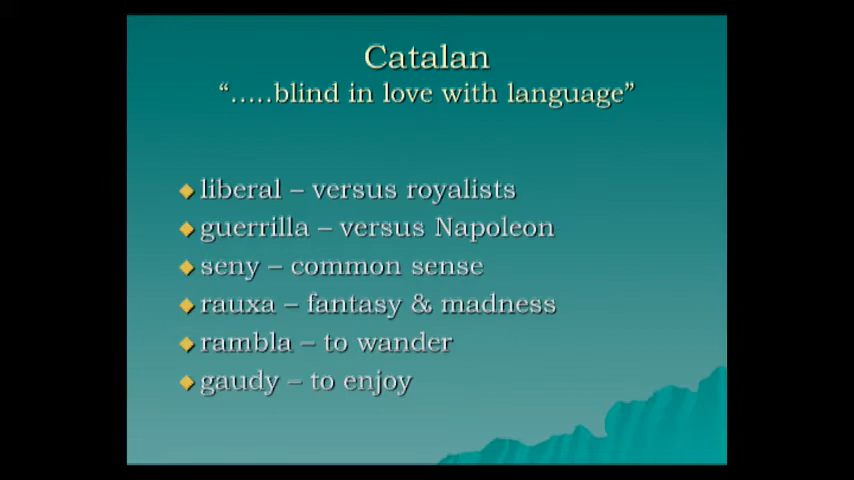 Catalan
“.....blind in love with language”
liberal – versus royalists
guerrilla – versus Napoleon
seny – common sense
rauxa – fantasy & madness
rambla – to wander
gaudy – to enjoy